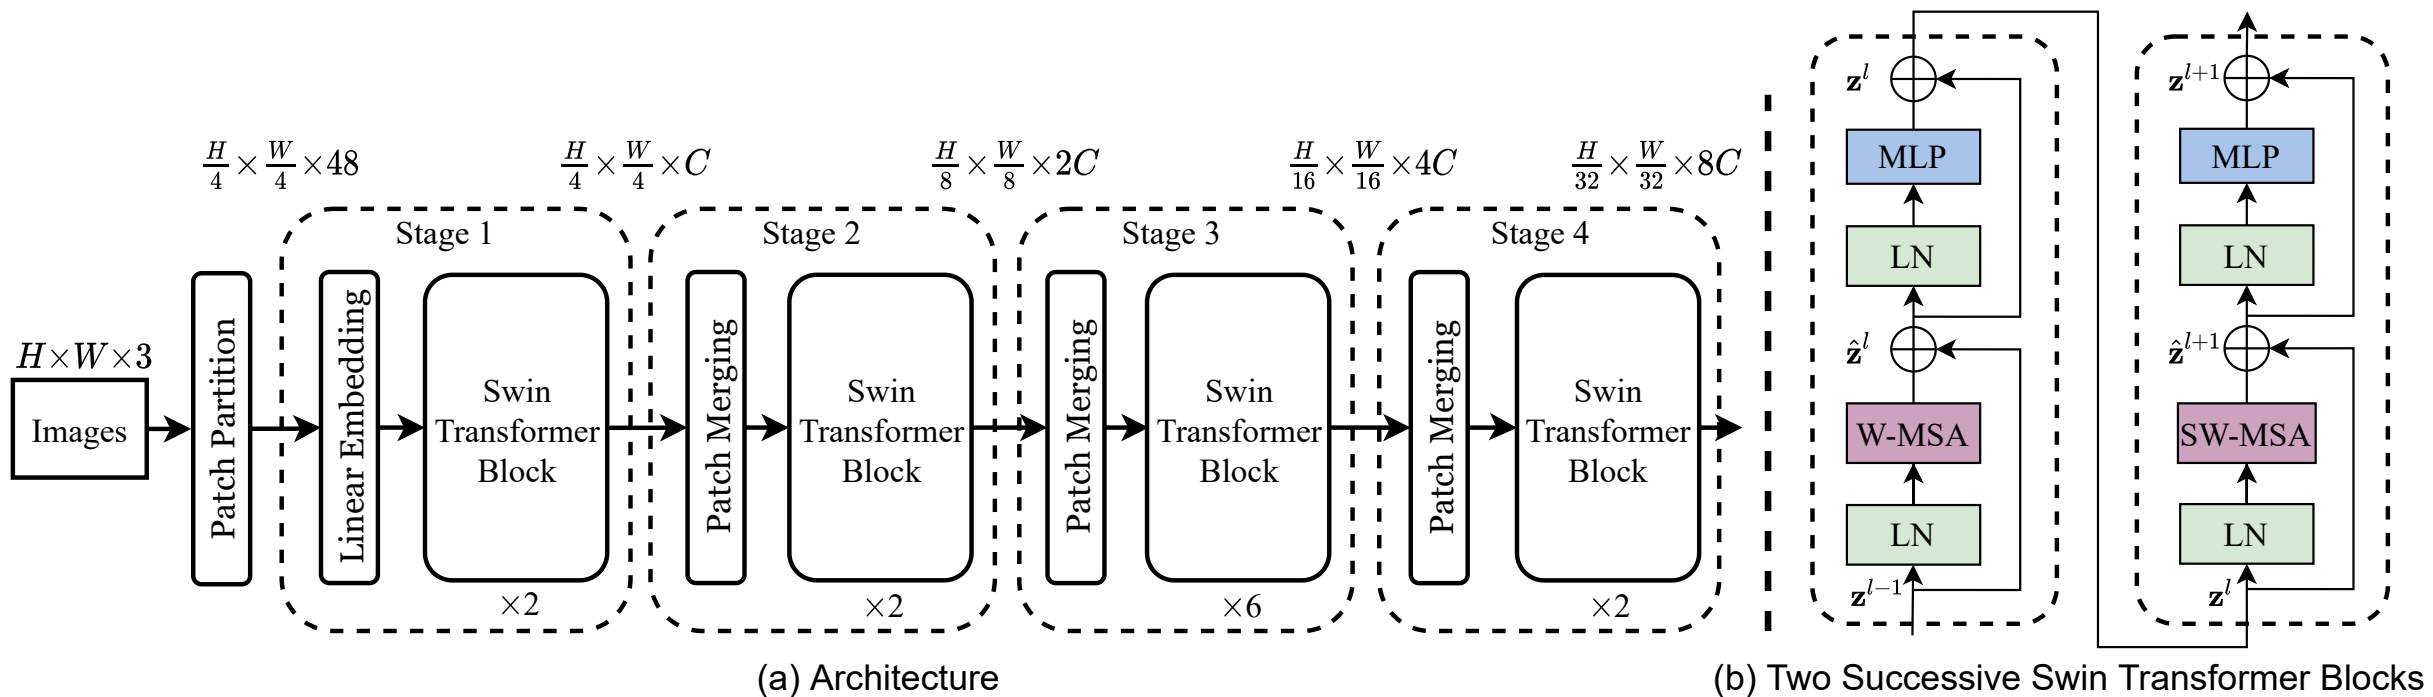 H/4 × W/4 × 48
H/4 × W/4 × C
H/8 × W/8 × 2C
H/16 × W/16 × 4C
H/32 × W/32 × 8C
H×W×3
Images
Patch Partition
Stage 1
Linear Embedding
Swin
Transformer
Block
×2
Stage 2
Patch Merging
Swin
Transformer
Block
×2
Stage 3
Patch Merging
Swin
Transformer
Block
×6
Stage 4
Patch Merging
Swin
Transformer
Block
×2
(a) Architecture
z^l
MLP
LN
ẑ^l
W-MSA
LN
z^{l-1}
z^{l+1}
MLP
LN
ẑ^{l+1}
SW-MSA
LN
z^l
(b) Two Successive Swin Transformer Blocks